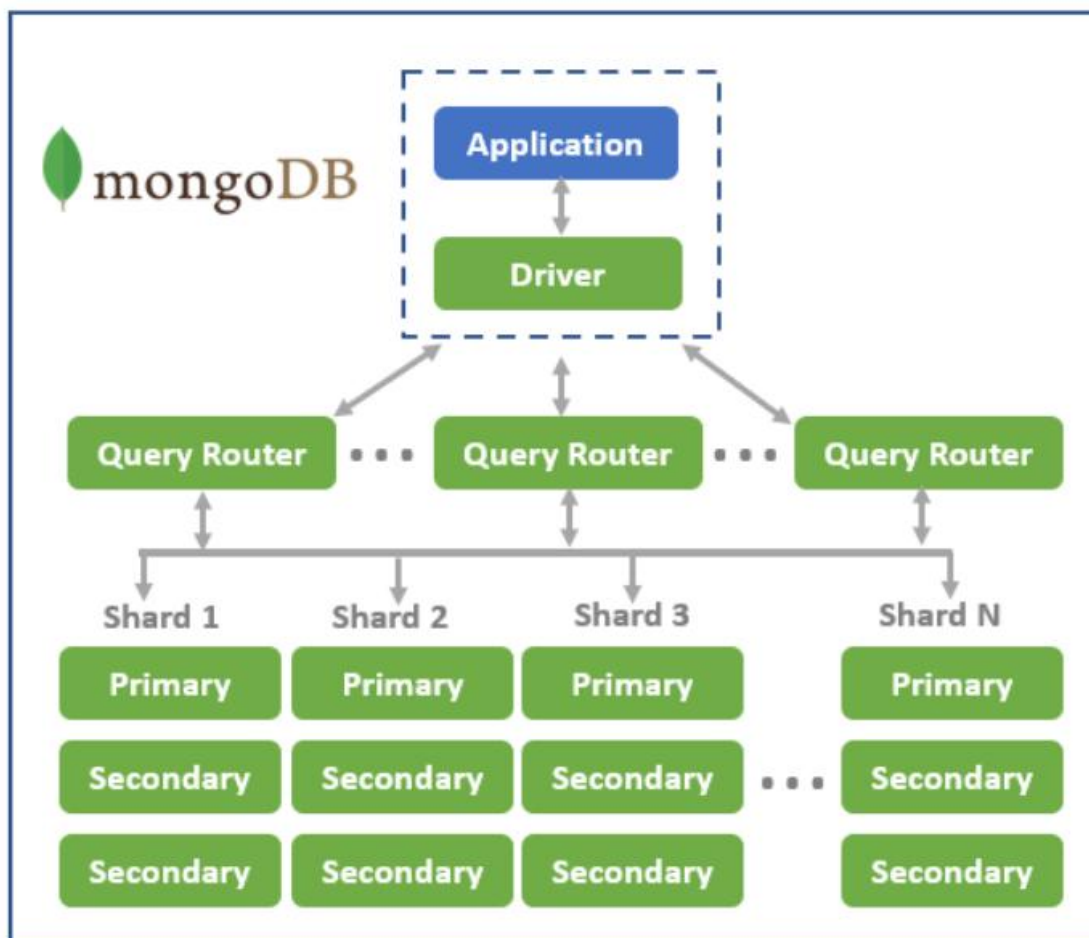 Application
mongoDB
Driver
Query Router ... Query Router ... Query Router
Shard 1 Shard 2 Shard 3 Shard N
Primary Primary Primary Primary
Secondary Secondary Secondary ... Secondary
Secondary Secondary Secondary Secondary